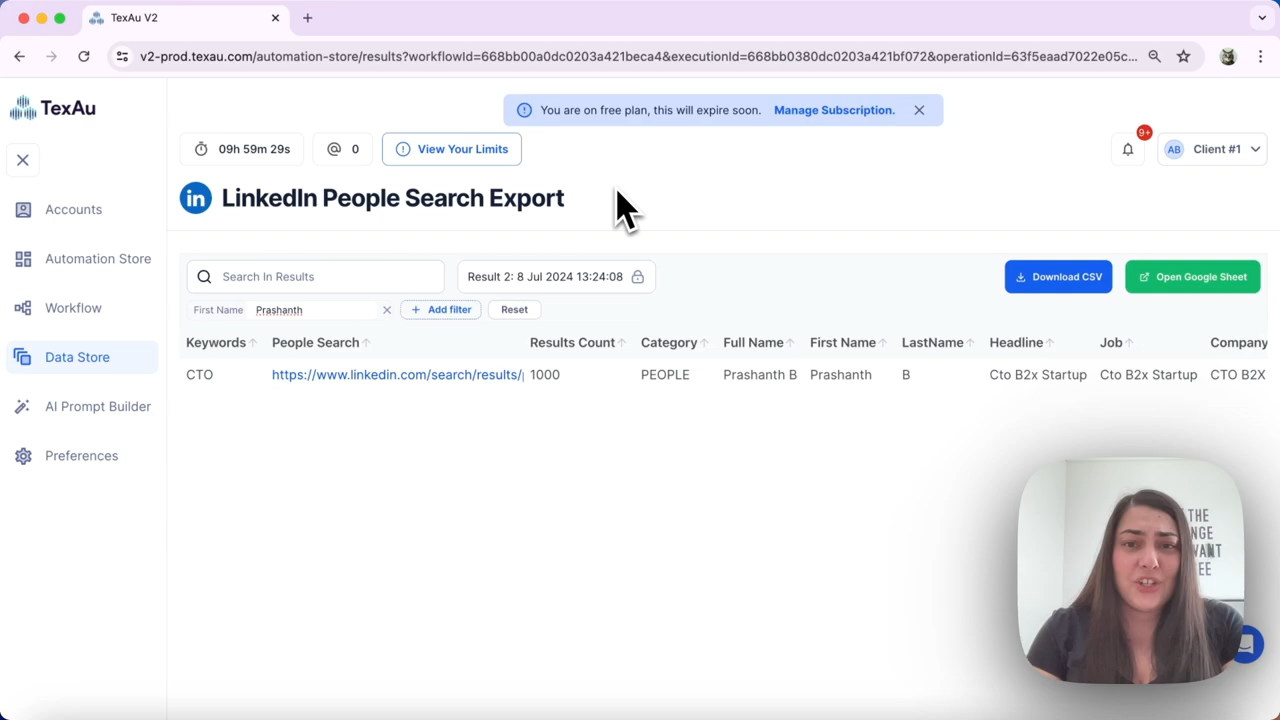 TexAu V2
v2-prod.texau.com/automation-store/results?workflowId=668bb00a0dc0203a421beca4&executionId=668bb0380dc0203a421bf072&operationId=63f5eaad7022e05c...
TexAu
You are on free plan, this will expire soon. Manage Subscription.
09h 59m 29s
0
View Your Limits
9+
AB Client #1
LinkedIn People Search Export
in
Accounts
Automation Store
Workflow
Data Store
AI Prompt Builder
Preferences
Search In Results
Result 2: 8 Jul 2024 13:24:08
Download CSV
Open Google Sheet
First Name Prashanth
Add filter
Reset
Keywords People Search Results Count Category Full Name First Name LastName Headline Job Company
CTO https://www.linkedin.com/search/results/ 1000 PEOPLE Prashanth B Prashanth B Cto B2x Startup Cto B2x Startup CTO B2X
THE
NGE
WANT
EE